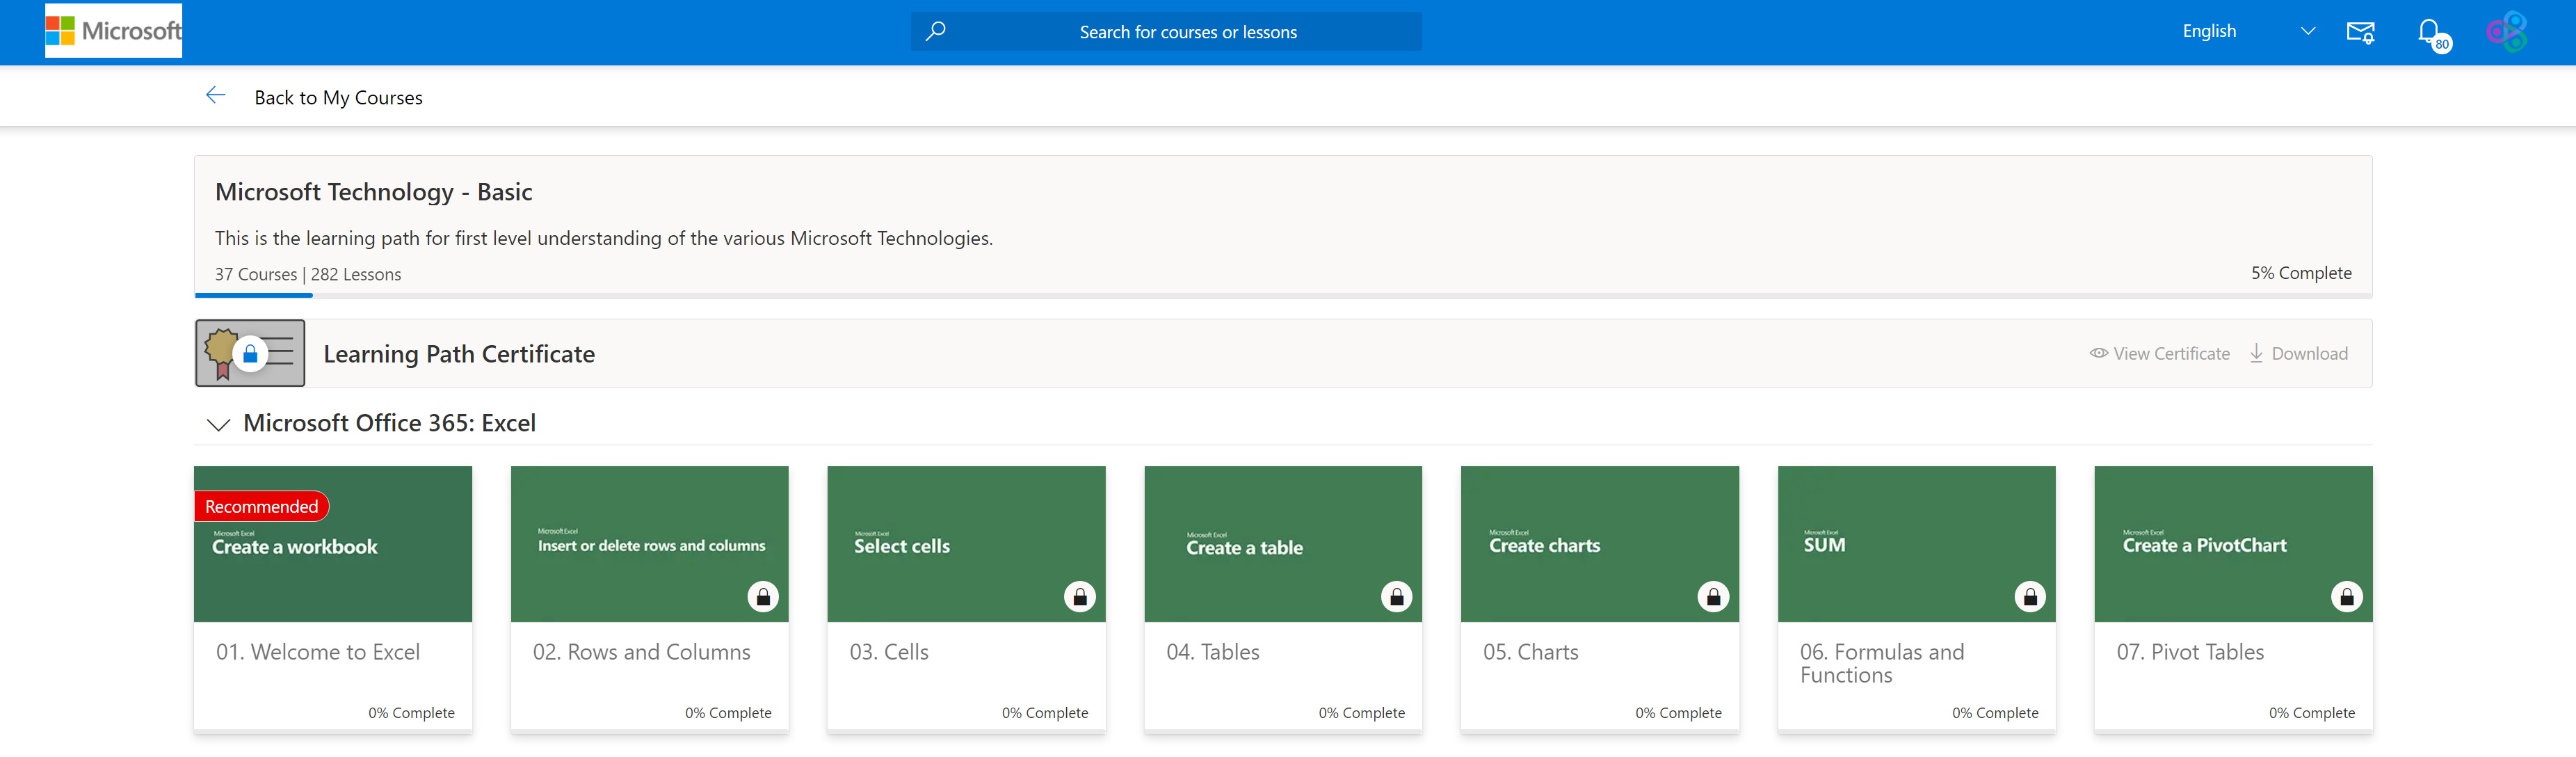 Microsoft
Search for courses or lessons
English
80
Back to My Courses
Microsoft Technology - Basic
This is the learning path for first level understanding of the various Microsoft Technologies.
37 Courses | 282 Lessons
5% Complete
Learning Path Certificate
View Certificate
Download
Microsoft Office 365: Excel
Recommended
Microsoft Excel
Create a workbook
01. Welcome to Excel
0% Complete
Microsoft Excel
Insert or delete rows and columns
02. Rows and Columns
0% Complete
Microsoft Excel
Select cells
03. Cells
0% Complete
Microsoft Excel
Create a table
04. Tables
0% Complete
Microsoft Excel
Create charts
05. Charts
0% Complete
Microsoft Excel
SUM
06. Formulas and
Functions
0% Complete
Microsoft Excel
Create a PivotChart
07. Pivot Tables
0% Complete